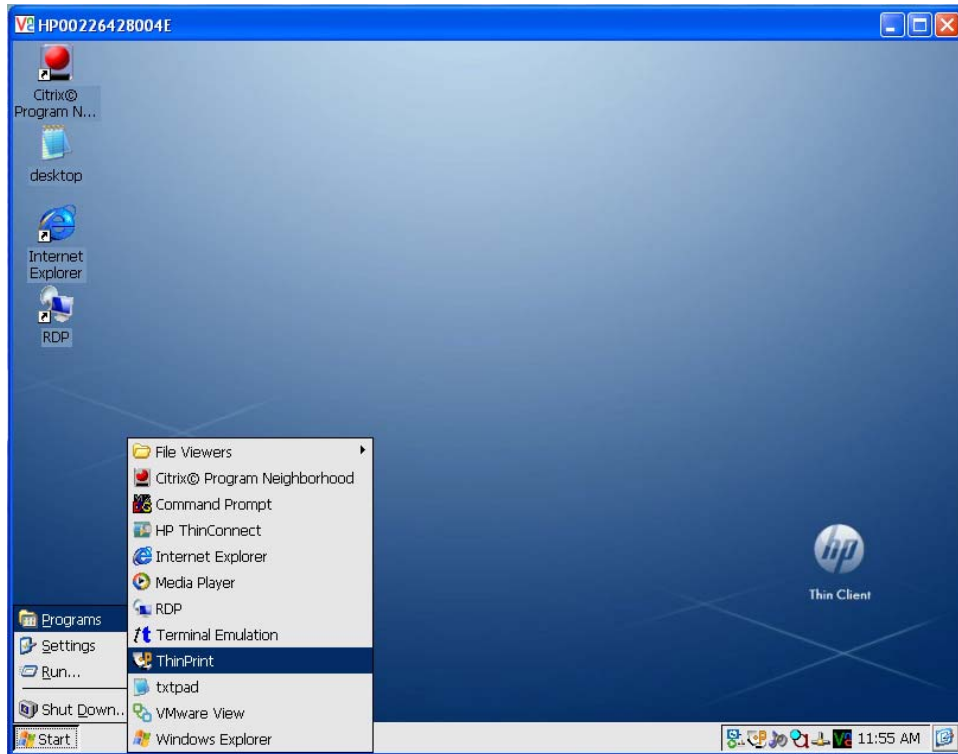 HP00226428004E
Citrix©
Program N...
desktop
Internet
Explorer
RDP
File Viewers
Citrix© Program Neighborhood
Command Prompt
HP ThinConnect
Internet Explorer
Media Player
RDP
Terminal Emulation
ThinPrint
txtpad
VMware View
Windows Explorer
Programs
Settings
Run...
Shut Down..
Start
hp
Thin Client
11:55 AM